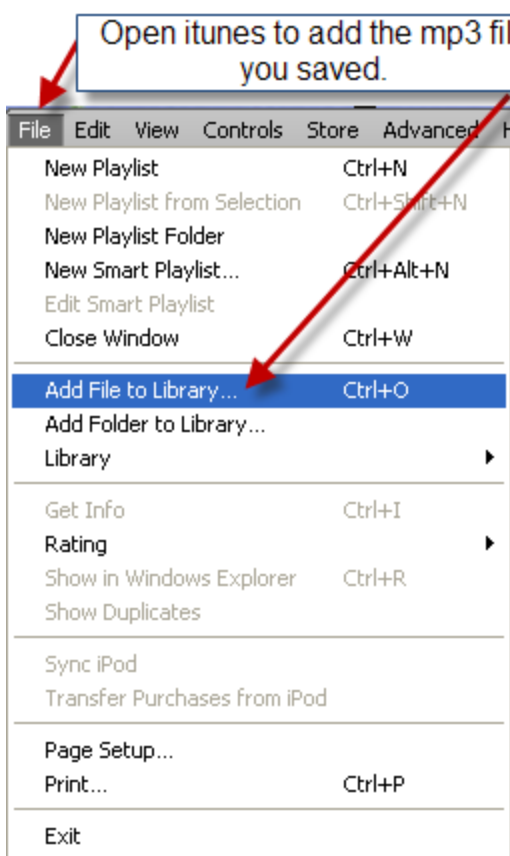 Open itunes to add the mp3 fil
you saved.
File Edit View Controls Store Advanced H
New Playlist Ctrl+N
New Playlist from Selection Ctrl+Shift+N
New Playlist Folder
New Smart Playlist... Ctrl+Alt+N
Edit Smart Playlist
Close Window Ctrl+W
Add File to Library... Ctrl+O
Add Folder to Library...
Library
Get Info Ctrl+I
Rating
Show in Windows Explorer Ctrl+R
Show Duplicates
Sync iPod
Transfer Purchases from iPod
Page Setup...
Print... Ctrl+P
Exit